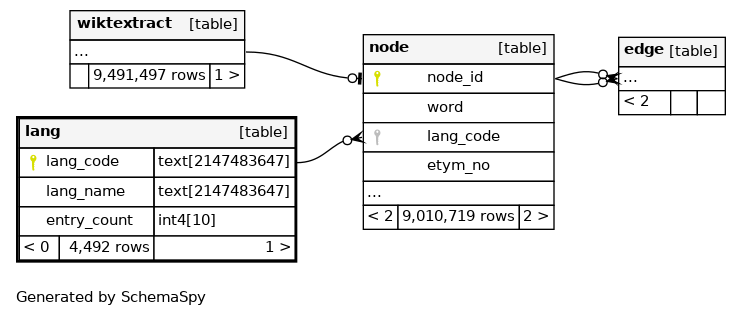 wiktextract [table]
...
9,491,497 rows 1 >
lang [table]
lang_code text[2147483647]
lang_name text[2147483647]
entry_count int4[10]
< 0 4,492 rows 1 >
node [table]
node_id
word
lang_code
etym_no
...
< 2 9,010,719 rows 2 >
edge [table]
...
< 2
Generated by SchemaSpy